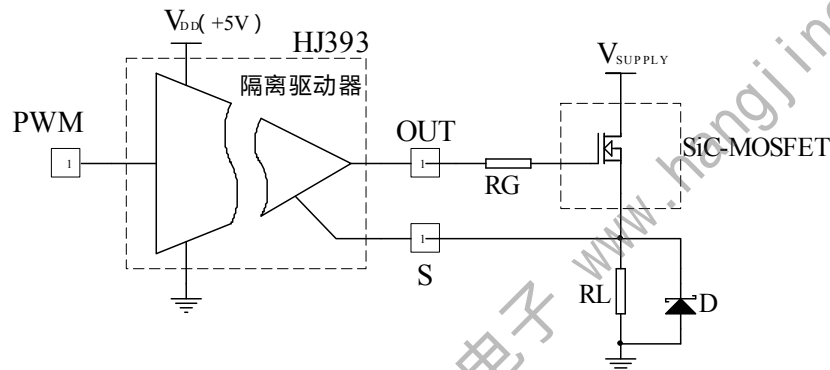 VDD( +5V )
HJ393
隔离驱动器
VSUPPLY
PWM
1
OUT
1
RG
SiC-MOSFET
1
S
RL
D
电子 www.hangjing